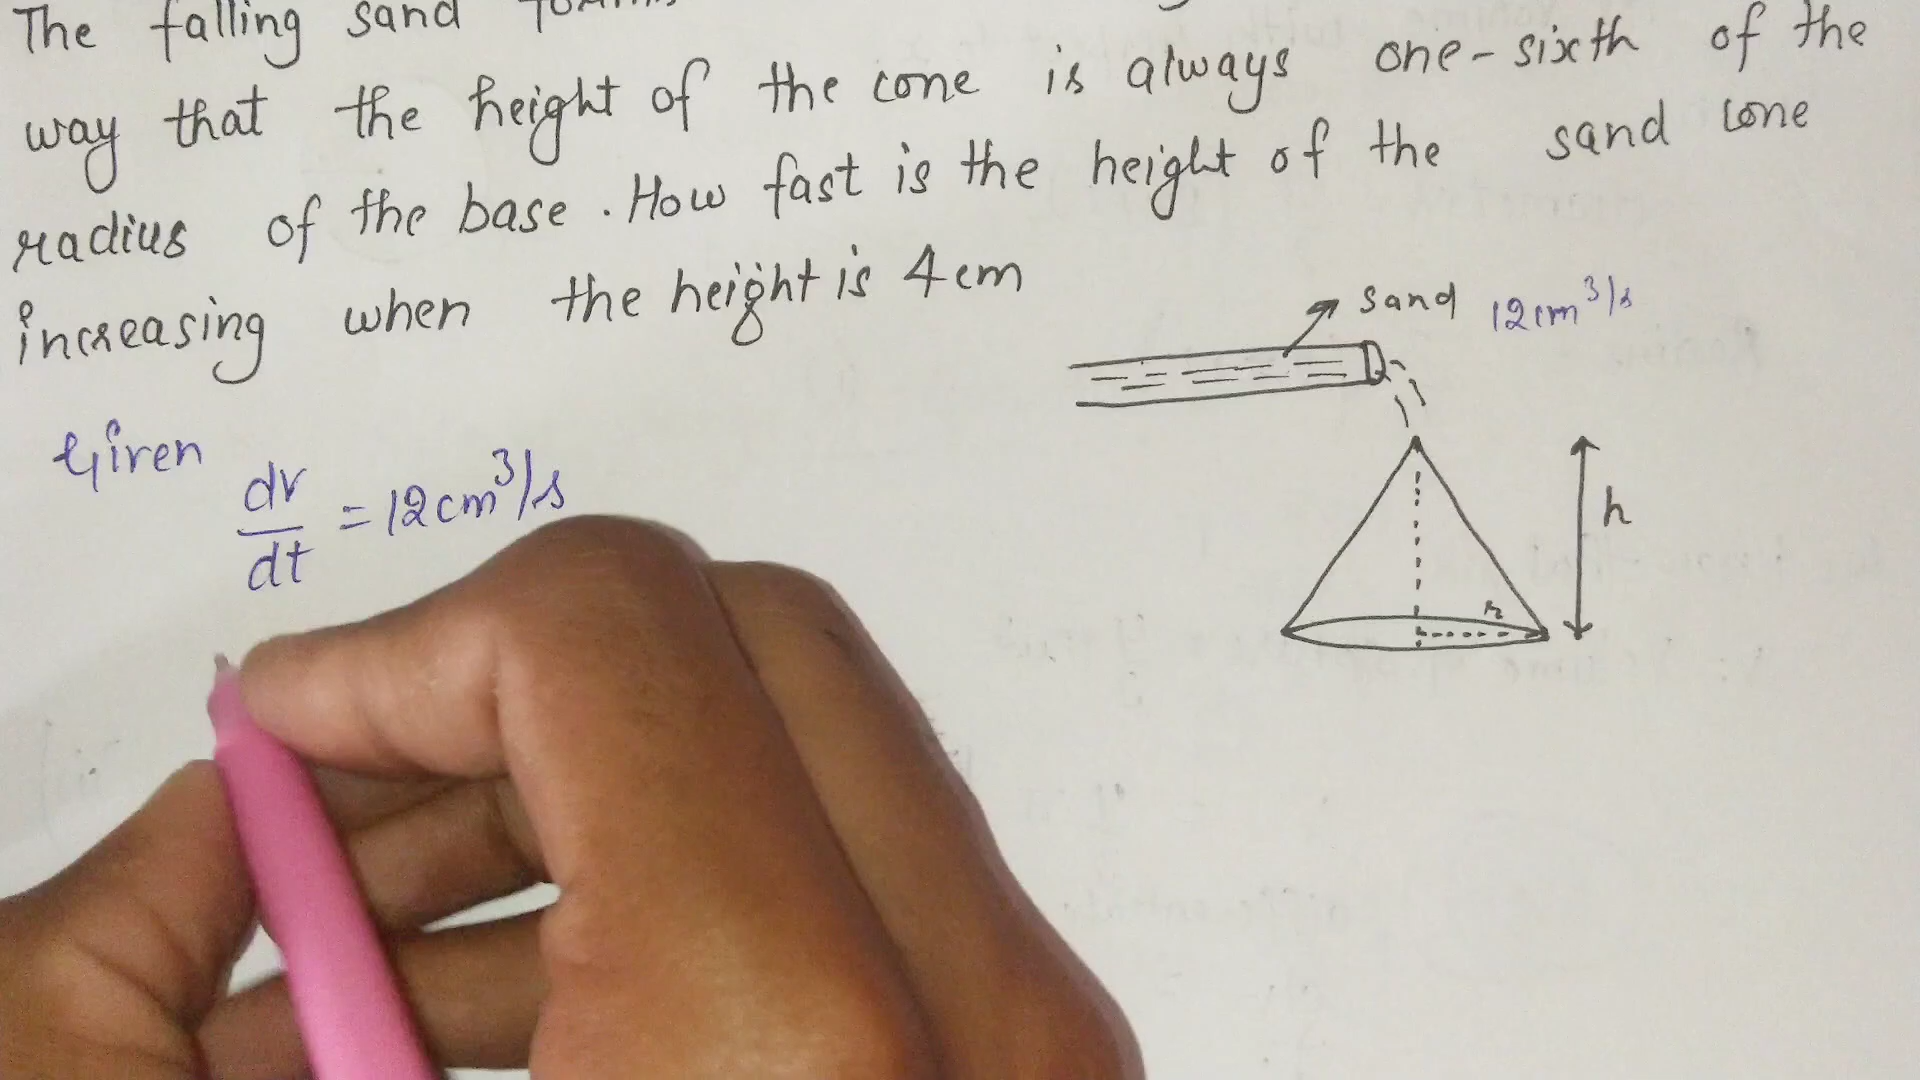 The falling sand
way that the height of the cone is always one-sixth of the
radius of the base. How fast is the height of the sand cone
increasing when the height is 4cm
sand 12cm³/s
Given
dv/dt = 12cm³/s
h
r